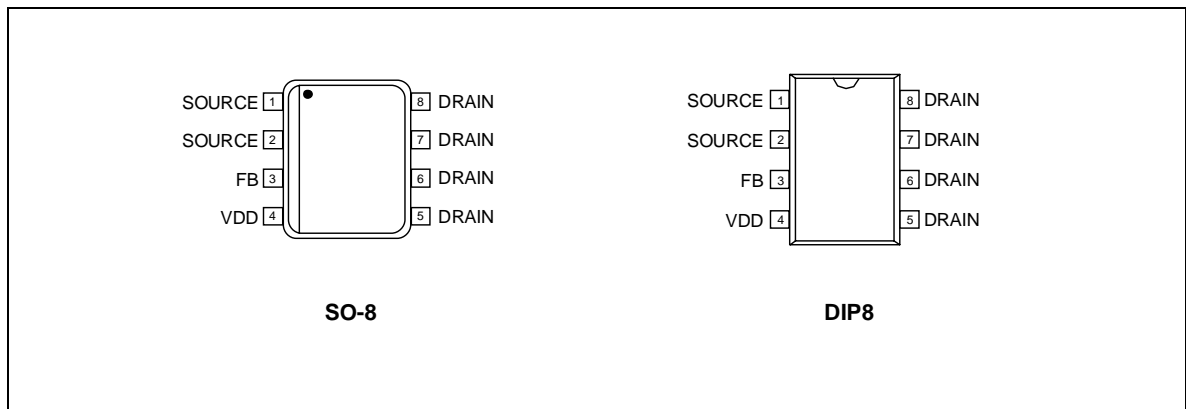 SOURCE 1 8 DRAIN
SOURCE 2 7 DRAIN
FB 3 6 DRAIN
VDD 4 5 DRAIN
SO-8
SOURCE 1 8 DRAIN
SOURCE 2 7 DRAIN
FB 3 6 DRAIN
VDD 4 5 DRAIN
DIP8